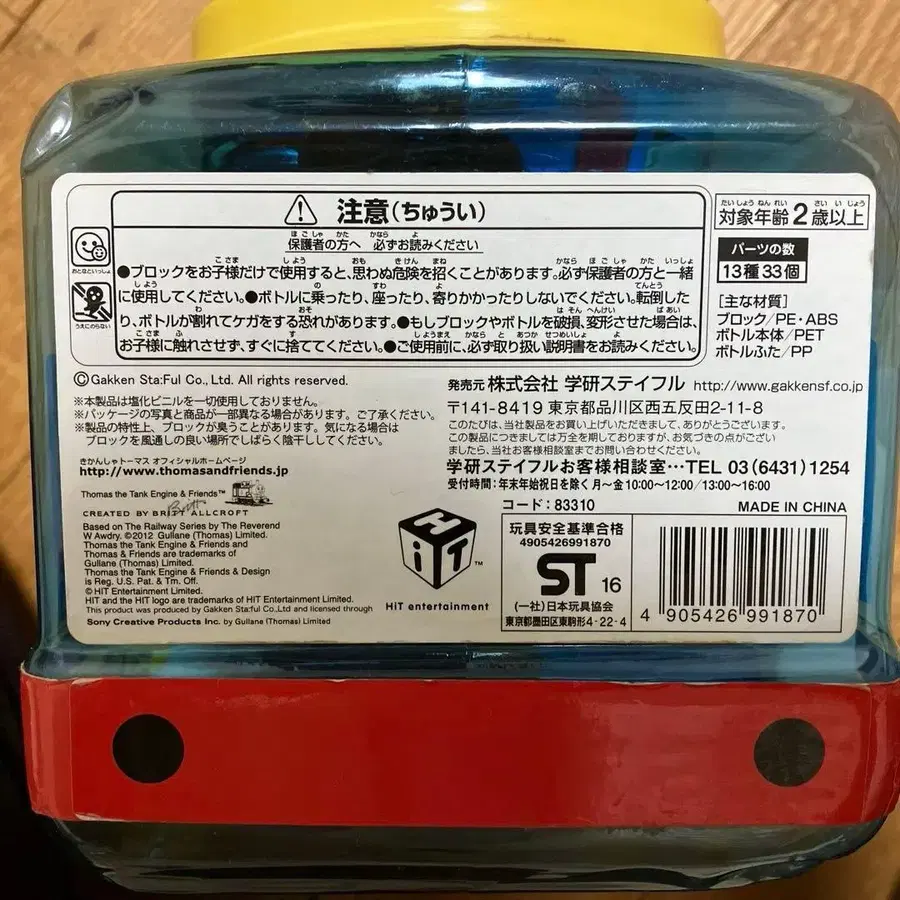 注意(ちゅうい)
保護者の方へ 必ずお読みください
●ブロックをお子様だけで使用すると、思わぬ危険を招くことがあります。必ず保護者の方と一緒
に使用してください。●ボトルに乗ったり、座ったり、寄りかかったりしないでください。転倒した
り、ボトルが割れてケガをする恐れがあります。●もしブロックやボトルを破損、変形させた場合は、
お子様に触れさせず、すぐに捨ててください。●ご使用前に、必ず取り扱い説明書をお読みください。
おとなといっしょ
うえにのらない
対象年齢2歳以上
パーツの数
13種33個
[主な材質]
ブロック/PE・ABS
ボトル本体/PET
ボトルふた/PP
©Gakken Sta:Ful Co., Ltd. All rights reserved.
※本製品は塩化ビニルを一切使用しておりません。
※パッケージの写真と商品が一部異なる場合があります。ご了承ください。
※製品の特性上、ブロックが臭うことがあります。気になる場合は
ブロックを風通しの良い場所でしばらく陰干ししてください。
きかんしゃトーマス オフィシャルホームページ
http://www.thomasandfriends.jp
Thomas the Tank Engine & Friends™
CREATED BY BRITT ALLCROFT
Based on The Railway Series by The Reverend
W Awdry. ©2012 Gullane (Thomas) Limited.
Thomas the Tank Engine & Friends and
Thomas & Friends are trademarks of
Gullane (Thomas) Limited.
Thomas the Tank Engine & Friends & Design
is Reg. U.S. Pat. & Tm. Off.
© HIT Entertainment Limited.
HIT and the HIT logo are trademarks of HIT Entertainment Limited.
This product was produced by Gakken Sta:ful Co.,Ltd and licensed through
Sony Creative Products Inc. by Gullane (Thomas) Limited
HiT™
HiT entertainment
発売元 株式会社 学研ステイフル http://www.gakkensf.co.jp
〒141-8419 東京都品川区西五反田2-11-8
このたびは、当社製品をお買い上げいただきまして、ありがとうございます。
この製品につきましては万全を期しておりますが、お気づきの点がござい
ましたら、当社お客様相談室までお問い合わせください。
学研ステイフルお客様相談室…TEL 03(6431)1254
受付時間:年末年始祝日を除く月〜金10:00〜12:00/13:00〜16:00
コード:83310
MADE IN CHINA
玩具安全基準合格
4905426991870
ST 16
(一社)日本玩具協会
東京都墨田区東駒形4-22-4
4 905426 991870